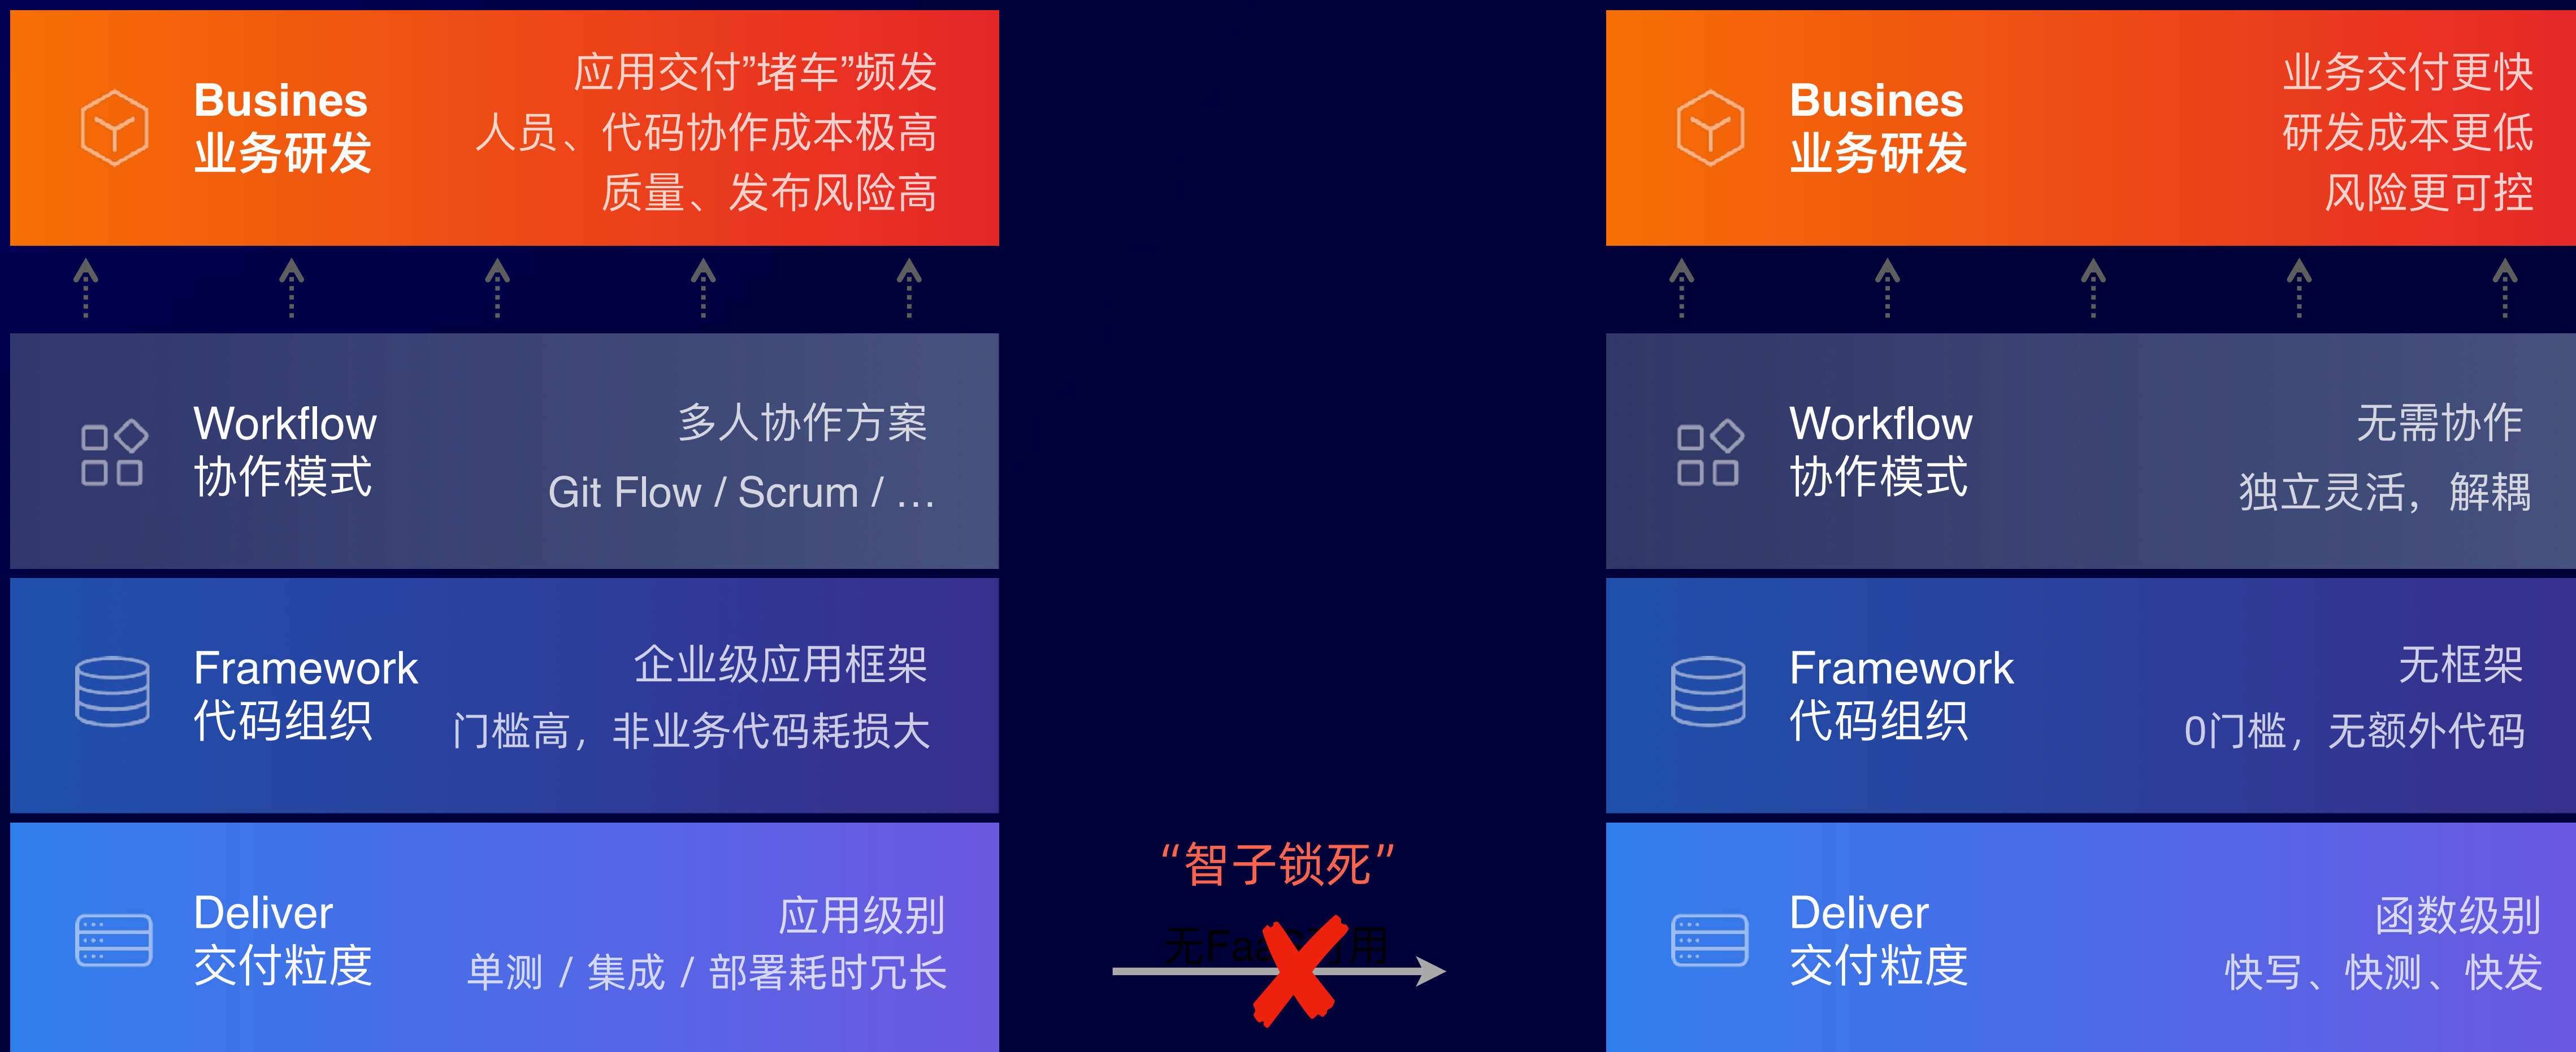 Busines
业务研发
应用交付”堵车”频发
人员、代码协作成本极高
质量、发布风险高
Workflow
协作模式
多人协作方案
Git Flow / Scrum / …
Framework
代码组织
企业级应用框架
门槛高，非业务代码耗损大
Deliver
交付粒度
应用级别
单测 / 集成 / 部署耗时冗长
“智子锁死”
无Faa
用
Busines
业务研发
业务交付更快
研发成本更低
风险更可控
Workflow
协作模式
无需协作
独立灵活，解耦
Framework
代码组织
无框架
0门槛，无额外代码
Deliver
交付粒度
函数级别
快写、快测、快发